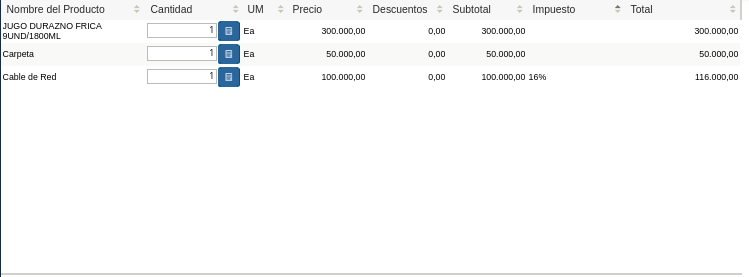 Nombre del Producto Cantidad UM Precio Descuentos Subtotal Impuesto Total
JUGO DURAZNO FRICA
9UND/1800ML 1 Ea 300.000,00 0,00 300.000,00 300.000,00
Carpeta 1 Ea 50.000,00 0,00 50.000,00 50.000,00
Cable de Red 1 Ea 100.000,00 0,00 100.000,00 16% 116.000,00